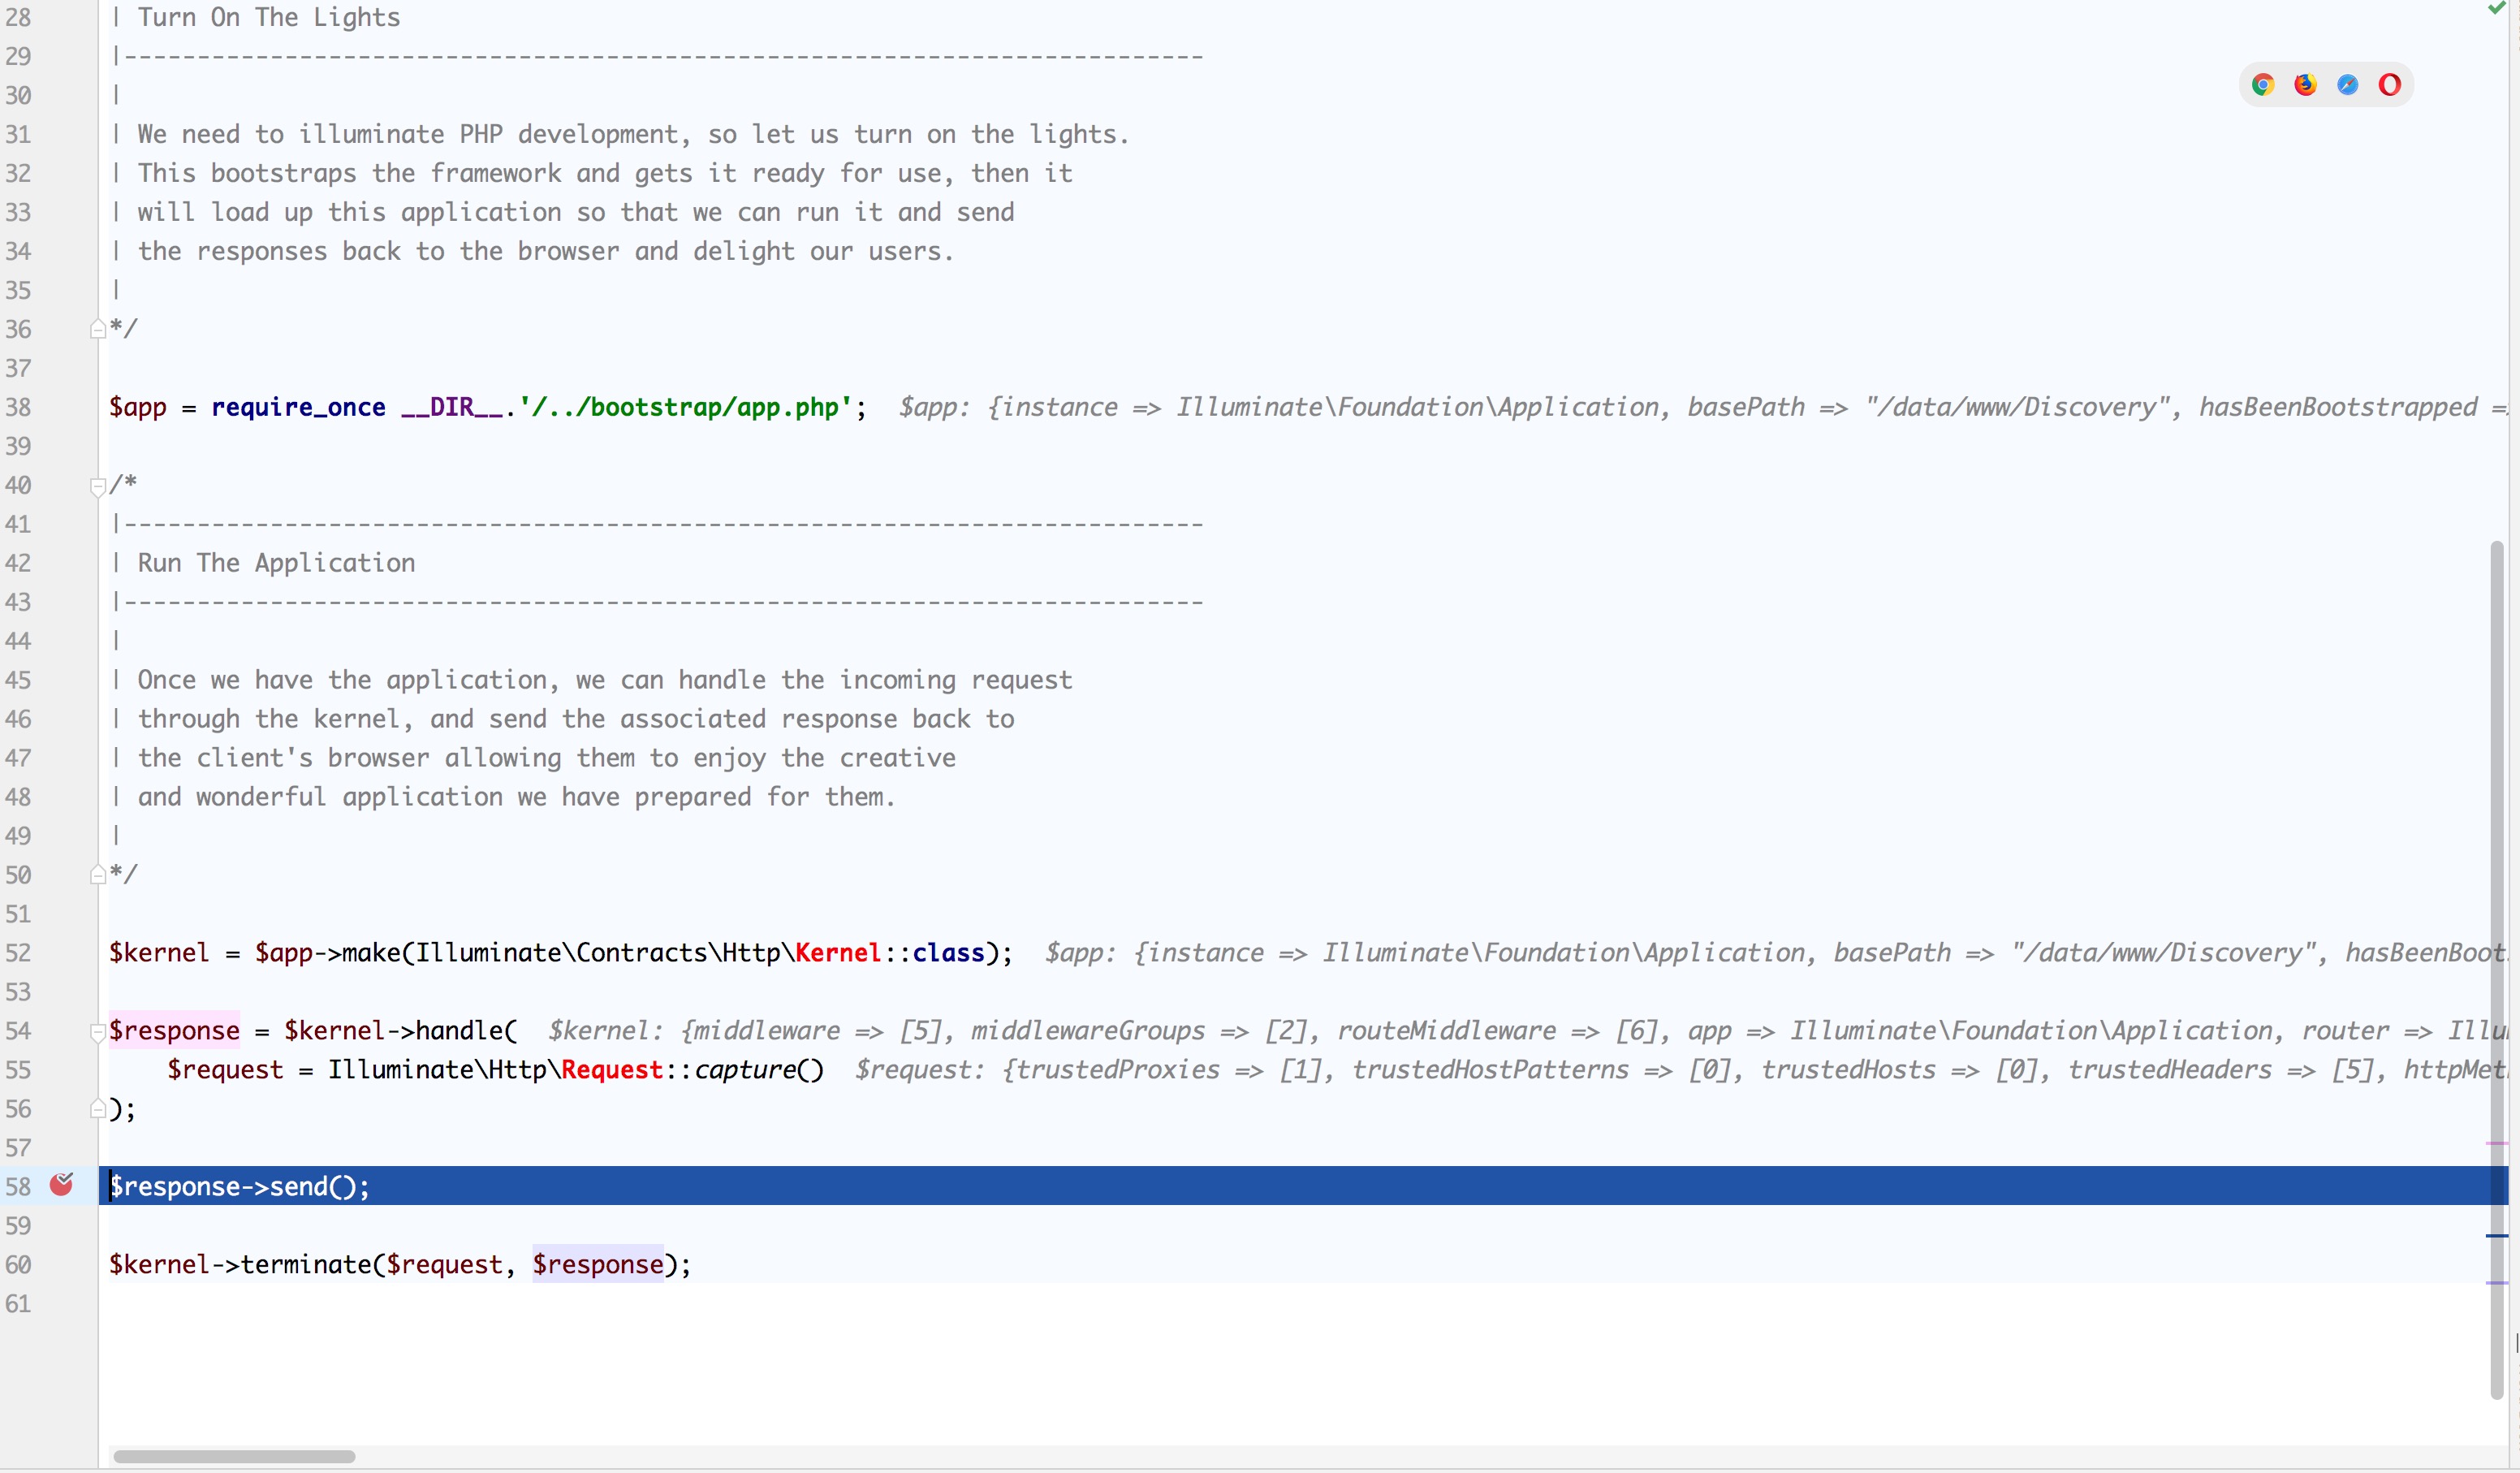 28 | Turn On The Lights
29 |--------------------------------------------------------------------------
30 |
31 | We need to illuminate PHP development, so let us turn on the lights.
32 | This bootstraps the framework and gets it ready for use, then it
33 | will load up this application so that we can run it and send
34 | the responses back to the browser and delight our users.
35 |
36 */
37
38 $app = require_once __DIR__.'/../bootstrap/app.php'; $app: {instance => Illuminate\Foundation\Application, basePath => "/data/www/Discovery", hasBeenBootstrapped =
39
40 /*
41 |--------------------------------------------------------------------------
42 | Run The Application
43 |--------------------------------------------------------------------------
44 |
45 | Once we have the application, we can handle the incoming request
46 | through the kernel, and send the associated response back to
47 | the client's browser allowing them to enjoy the creative
48 | and wonderful application we have prepared for them.
49 |
50 */
51
52 $kernel = $app->make(Illuminate\Contracts\Http\Kernel::class); $app: {instance => Illuminate\Foundation\Application, basePath => "/data/www/Discovery", hasBeenBoot
53
54 $response = $kernel->handle( $kernel: {middleware => [5], middlewareGroups => [2], routeMiddleware => [6], app => Illuminate\Foundation\Application, router => Illu
55 $request = Illuminate\Http\Request::capture() $request: {trustedProxies => [1], trustedHostPatterns => [0], trustedHosts => [0], trustedHeaders => [5], httpMet
56 );
57
58 $response->send();
59
60 $kernel->terminate($request, $response);
61